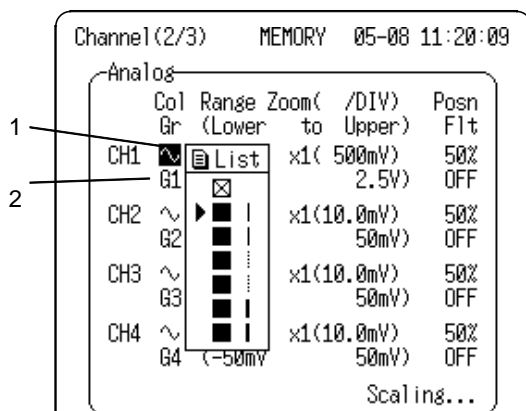 Channel(2/3) MEMORY 05-08 11:20:09
Analog
Col Range Zoom( /DIV) Posn
Gr (Lower to Upper) Flt
1
CH1 List x1( 500mV) 50%
2
G1 2.5V) OFF
CH2 x1(10.0mV) 50%
G2 50mV) OFF
CH3 x1(10.0mV) 50%
G3 50mV) OFF
CH4 x1(10.0mV) 50%
G4 (-50mV 50mV) OFF
Scaling...